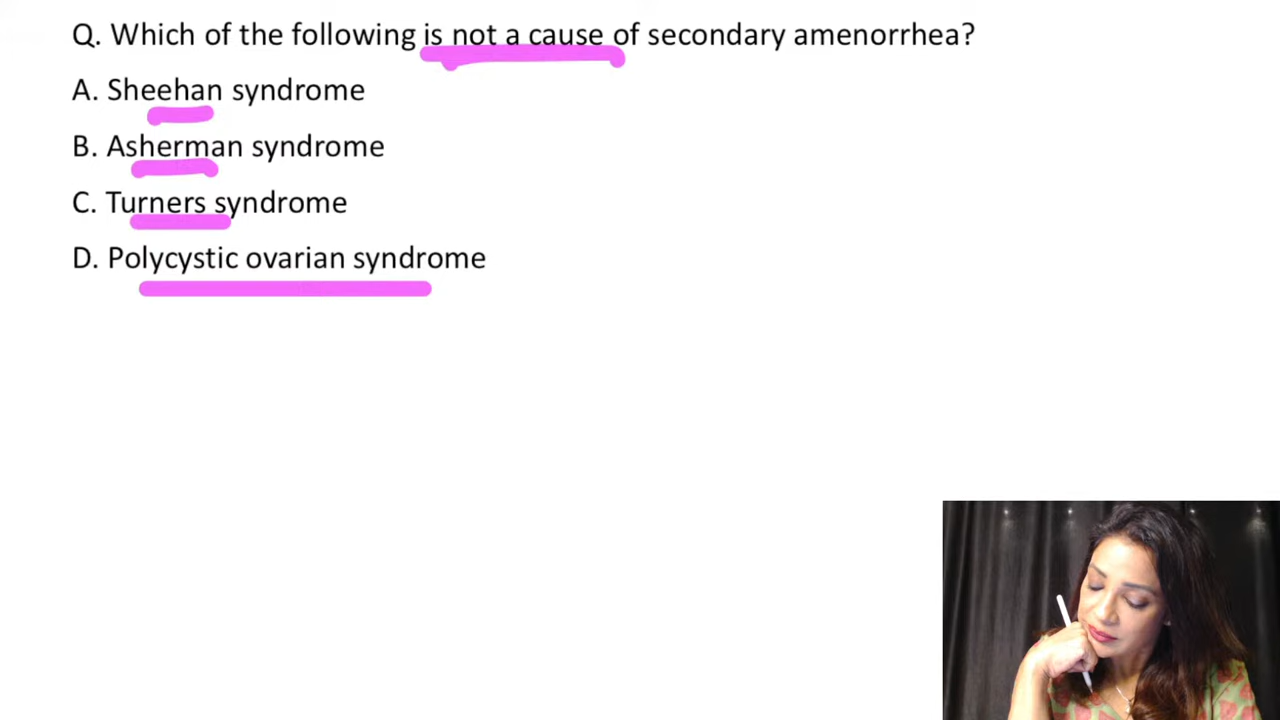 Q. Which of the following is not a cause of secondary amenorrhea?
A. Sheehan syndrome
B. Asherman syndrome
C. Turners syndrome
D. Polycystic ovarian syndrome